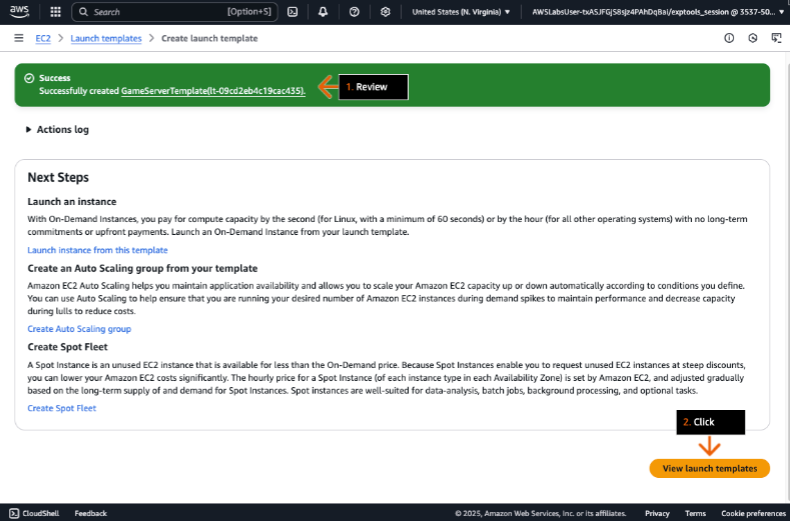 aws
Search [Option+S] United States (N. Virginia) AWSLabsUser-txASJFGjS8sjz4PAhDqBai/exptools_session @ 3537-50...
EC2 > Launch templates > Create launch template
Success
Successfully created GameServerTemplate(lt-09cd2eb4c19cac435).
1. Review
Actions log
Next Steps
Launch an instance
With On-Demand Instances, you pay for compute capacity by the second (for Linux, with a minimum of 60 seconds) or by the hour (for all other operating systems) with no long-term
commitments or upfront payments. Launch an On-Demand Instance from your launch template.
Launch instance from this template
Create an Auto Scaling group from your template
Amazon EC2 Auto Scaling helps you maintain application availability and allows you to scale your Amazon EC2 capacity up or down automatically according to conditions you define.
You can use Auto Scaling to help ensure that you are running your desired number of Amazon EC2 instances during demand spikes to maintain performance and decrease capacity
during lulls to reduce costs.
Create Auto Scaling group
Create Spot Fleet
A Spot Instance is an unused EC2 instance that is available for less than the On-Demand price. Because Spot Instances enable you to request unused EC2 instances at steep discounts,
you can lower your Amazon EC2 costs significantly. The hourly price for a Spot Instance (of each instance type in each Availability Zone) is set by Amazon EC2, and adjusted gradually
based on the long-term supply of and demand for Spot Instances. Spot instances are well-suited for data-analysis, batch jobs, background processing, and optional tasks.
Create Spot Fleet
2. Click
View launch templates
CloudShell Feedback © 2025, Amazon Web Services, Inc. or its affiliates. Privacy Terms Cookie preferences